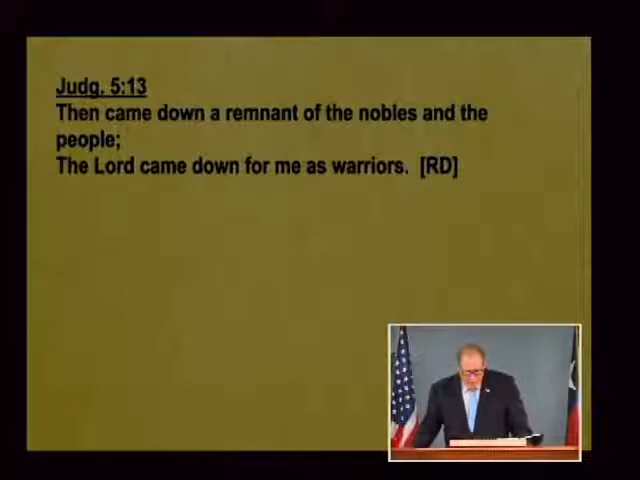 Judg. 5:13
Then came down a remnant of the nobles and the
people;
The Lord came down for me as warriors.  [RD]